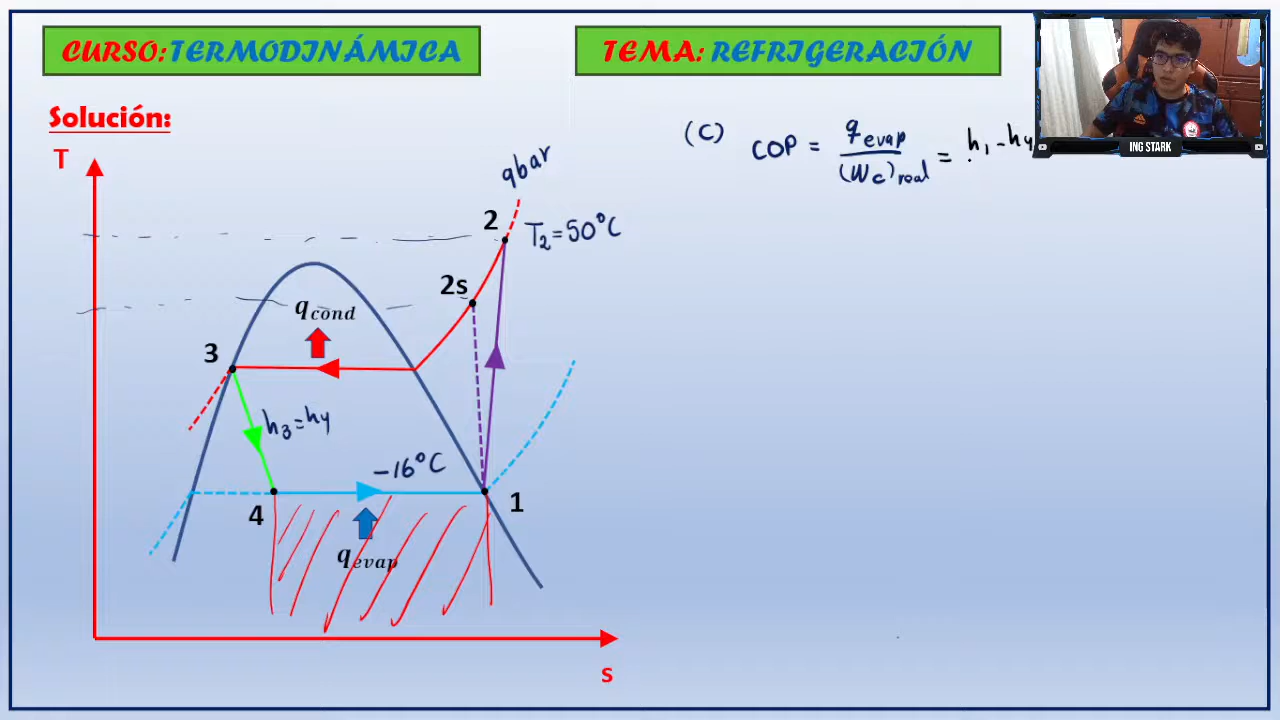 CURSO:TERMODINÁMICA
TEMA: REFRIGERACIÓN
ING STARK
Solución:
(C) COP = q evap / (Wc)real = h1 - h4
T
9bar
2
T2=50°C
2s
qcond
3
h3=h4
-16°C
4
1
qevap
s